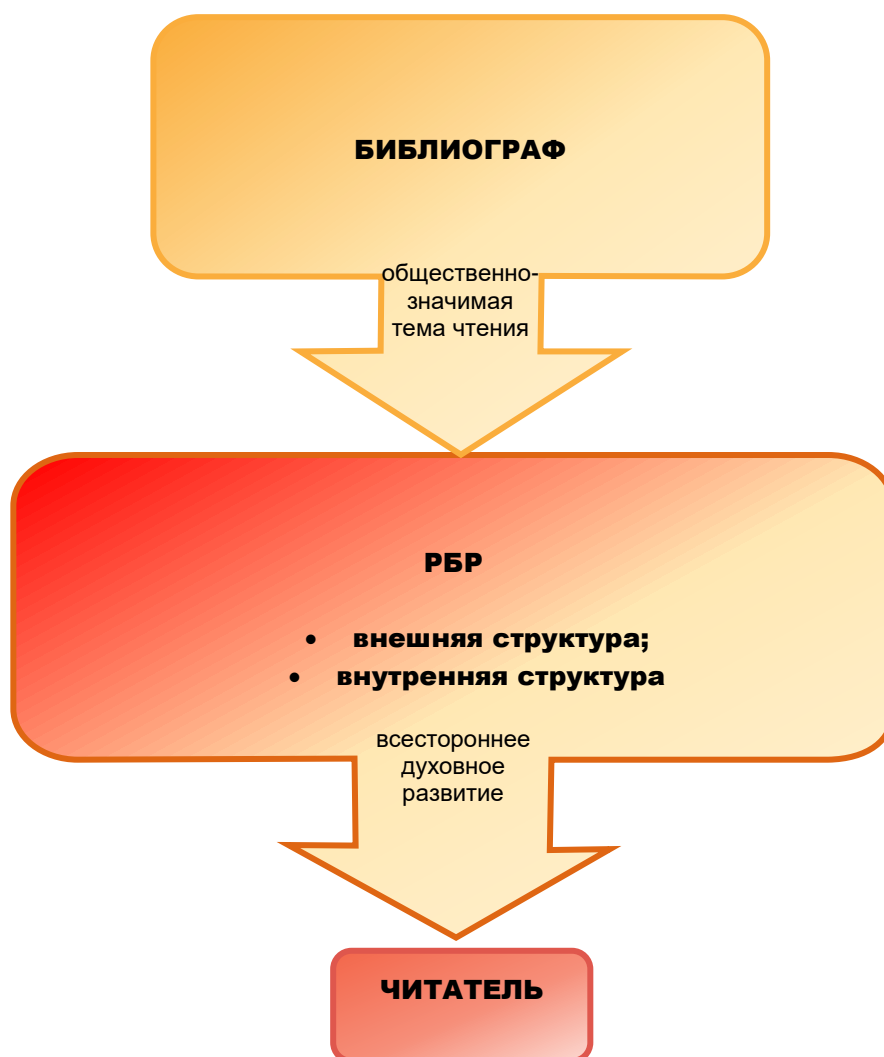 БИБЛИОГРАФ
общественно-
значимая
тема чтения
РБР
• внешняя структура;
• внутренняя структура
всестороннее
духовное
развитие
ЧИТАТЕЛЬ